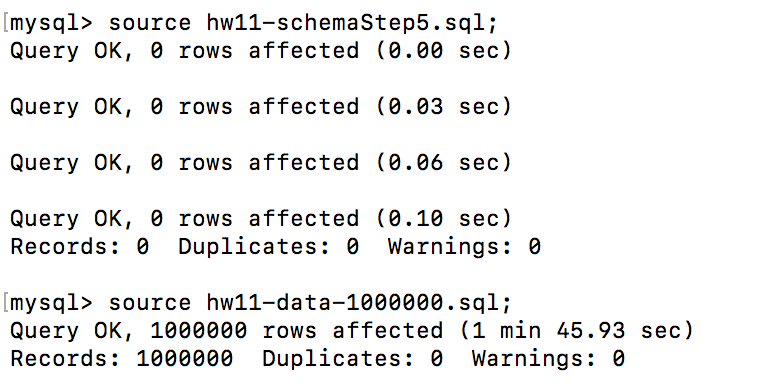 [mysql> source hw11-schemaStep5.sql;
Query OK, 0 rows affected (0.00 sec)
Query OK, 0 rows affected (0.03 sec)
Query OK, 0 rows affected (0.06 sec)
Query OK, 0 rows affected (0.10 sec)
Records: 0  Duplicates: 0  Warnings: 0
[mysql> source hw11-data-1000000.sql;
Query OK, 1000000 rows affected (1 min 45.93 sec)
Records: 1000000  Duplicates: 0  Warnings: 0